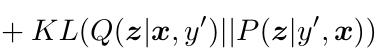 + KL(Q(z|x, y′)||P(z|y′, x))